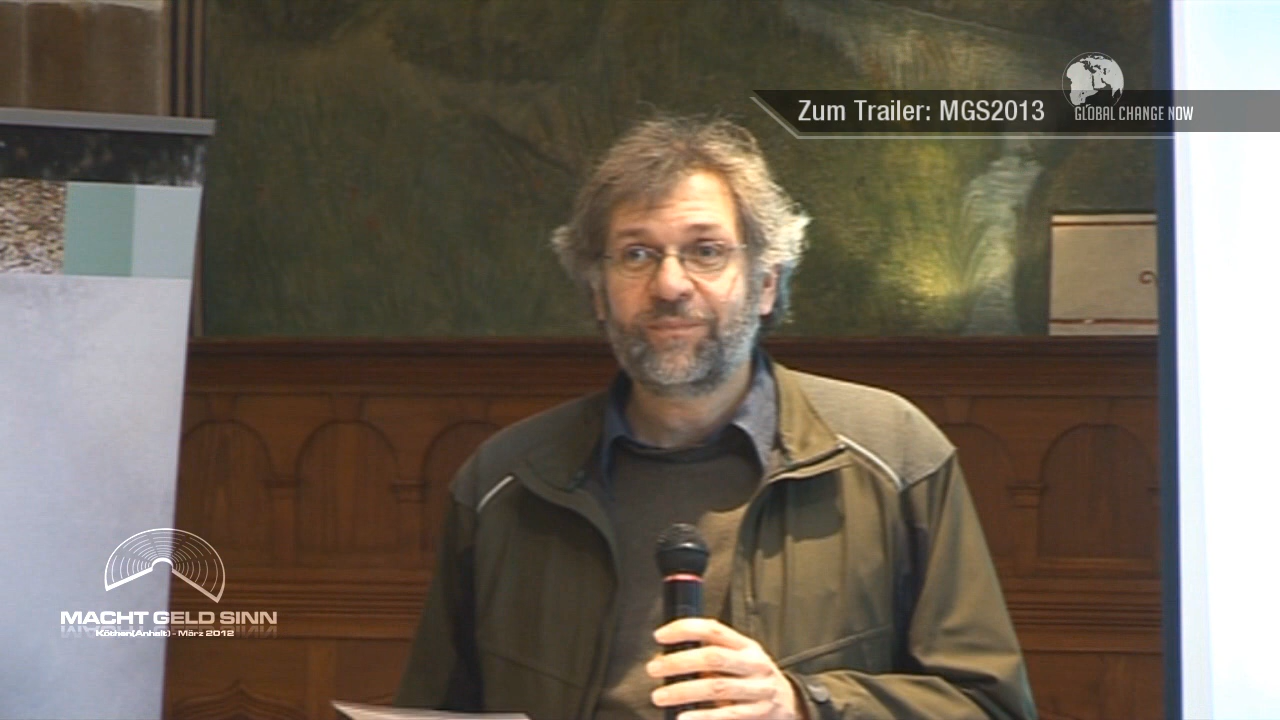 Zum Trailer: MGS2013
GLOBAL CHANGE NOW
MACHT GELD SINN
Köthen(Anhalt) - März 2012